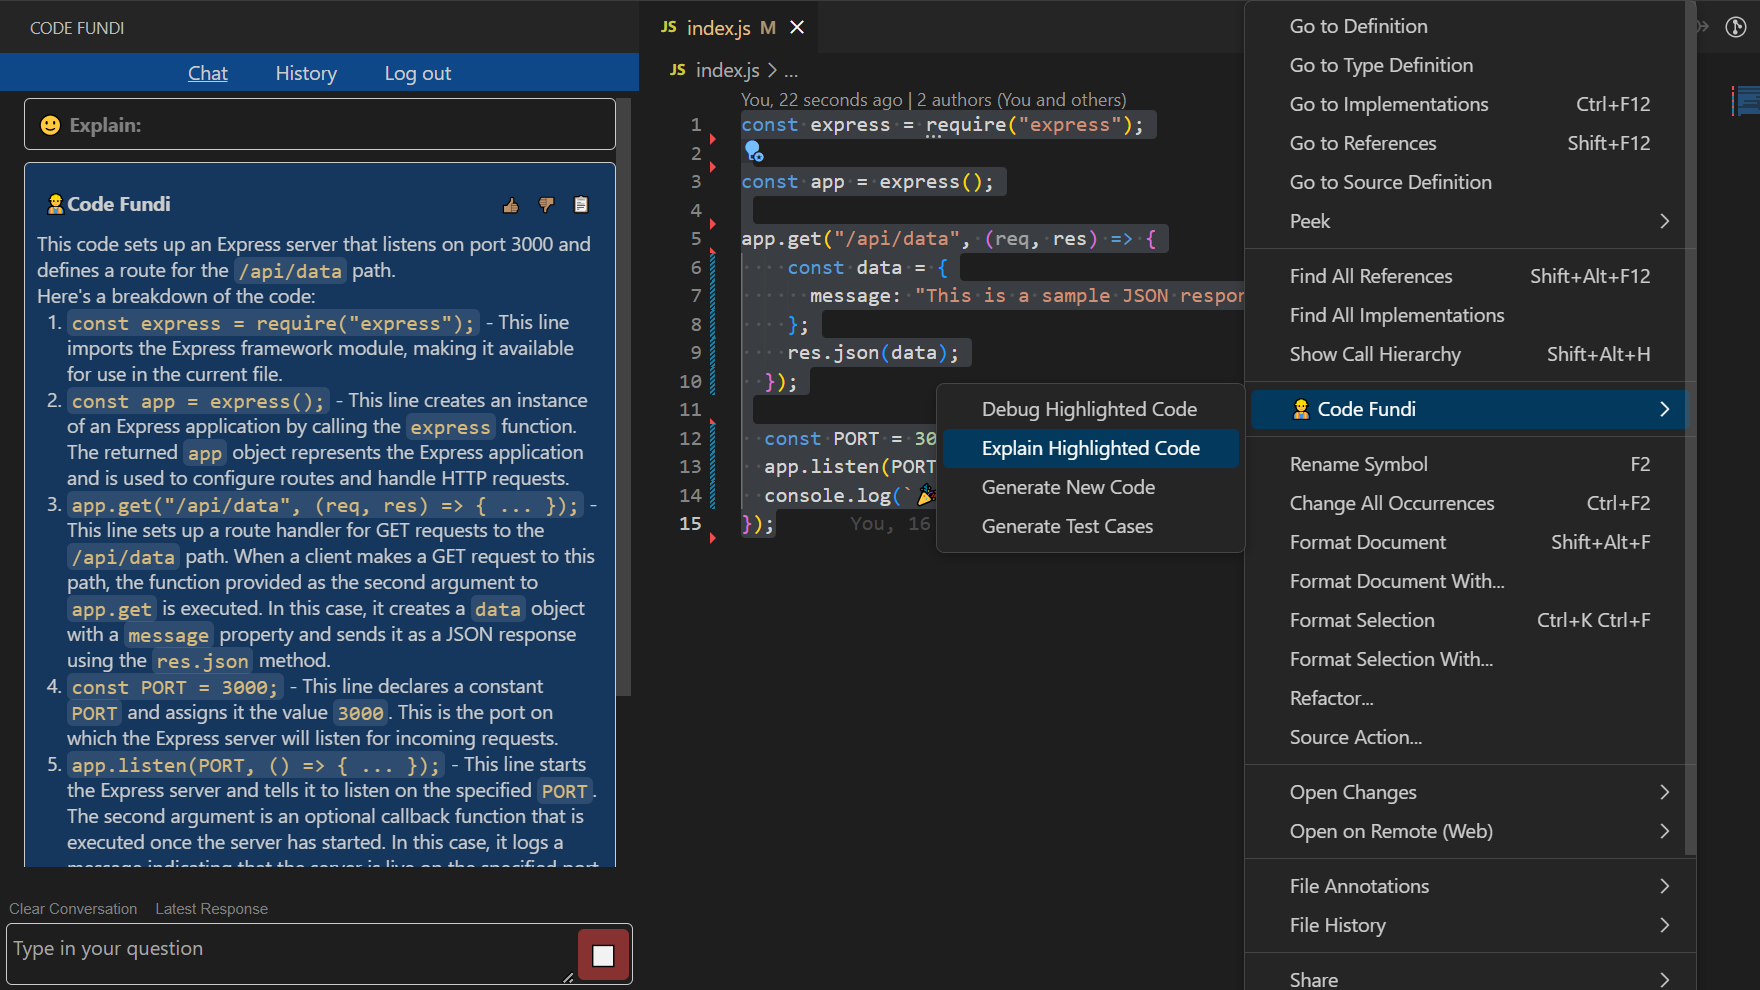 CODE FUNDI
Chat
History
Log out
Explain:
Code Fundi
This code sets up an Express server that listens on port 3000 and
defines a route for the /api/data path.
Here's a breakdown of the code:
1. const express = require("express"); - This line
imports the Express framework module, making it available
for use in the current file.
2. const app = express(); - This line creates an instance
of an Express application by calling the express function.
The returned app object represents the Express application
and is used to configure routes and handle HTTP requests.
3. app.get("/api/data", (req, res) => { ... }); -
This line sets up a route handler for GET requests to the
/api/data path. When a client makes a GET request to this
path, the function provided as the second argument to
app.get is executed. In this case, it creates a data object
with a message property and sends it as a JSON response
using the res.json method.
4. const PORT = 3000; - This line declares a constant
PORT and assigns it the value 3000. This is the port on
which the Express server will listen for incoming requests.
5. app.listen(PORT, () => { ... }); - This line starts
the Express server and tells it to listen on the specified PORT.
The second argument is an optional callback function that is
executed once the server has started. In this case, it logs a
message indicating that the server is live on the specified port
Clear Conversation
Latest Response
Type in your question
JS index.js M
JS index.js > ...
You, 22 seconds ago | 2 authors (You and others)
1 const express = require("express");
2
3 const app = express();
4
5 app.get("/api/data", (req, res) => {
6 const data = {
7 message: "This is a sample JSON respon
8 };
9 res.json(data);
10 });
11
12 const PORT = 30
13 app.listen(PORT
14 console.log(`🎉
15 }); You, 16
Debug Highlighted Code
Explain Highlighted Code
Generate New Code
Generate Test Cases
Go to Definition
Go to Type Definition
Go to Implementations Ctrl+F12
Go to References Shift+F12
Go to Source Definition
Peek
Find All References Shift+Alt+F12
Find All Implementations
Show Call Hierarchy Shift+Alt+H
Code Fundi
Rename Symbol F2
Change All Occurrences Ctrl+F2
Format Document Shift+Alt+F
Format Document With...
Format Selection Ctrl+K Ctrl+F
Format Selection With...
Refactor...
Source Action...
Open Changes
Open on Remote (Web)
File Annotations
File History
Share